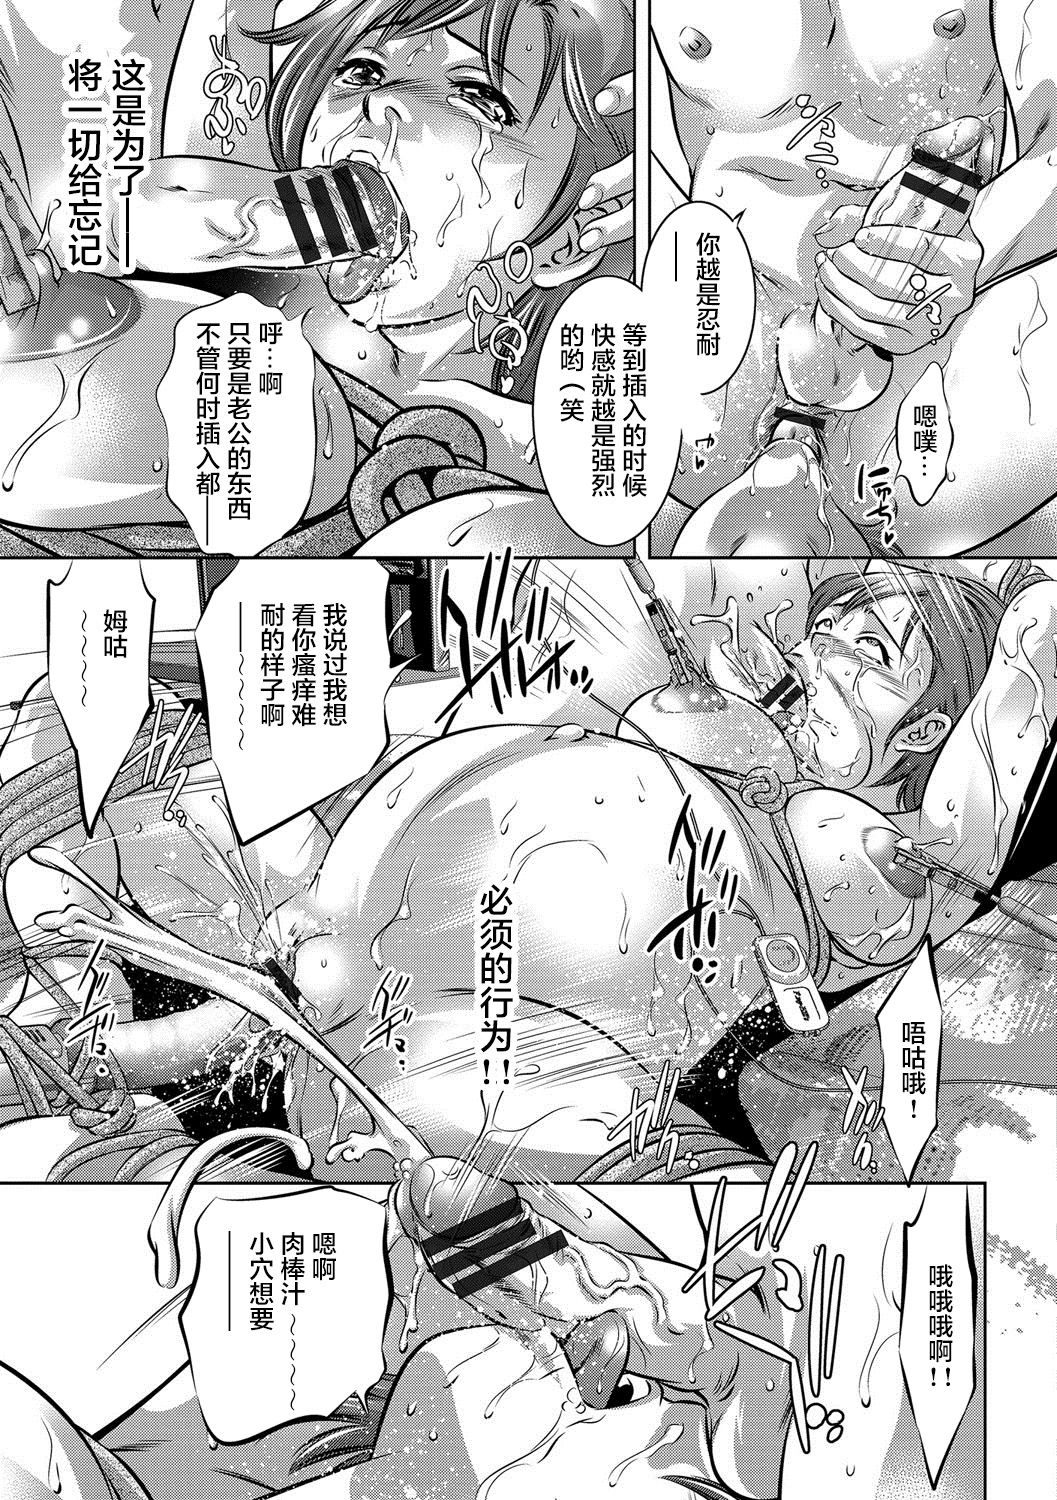 你越是忍耐
——
嗯噗…
等到插入的时候
快感就越是强烈
的哟(笑
这是为了——
将一切给忘记
呼…啊
只要是老公的东西
不管何时插入都——
我说过我想
看你瘙痒难
耐的样子啊
—～～～～
姆咕
～～～～
必须的行为!!
唔咕哦!
哦哦哦啊!!
嗯啊
肉棒汁～～～～
小穴想要
——